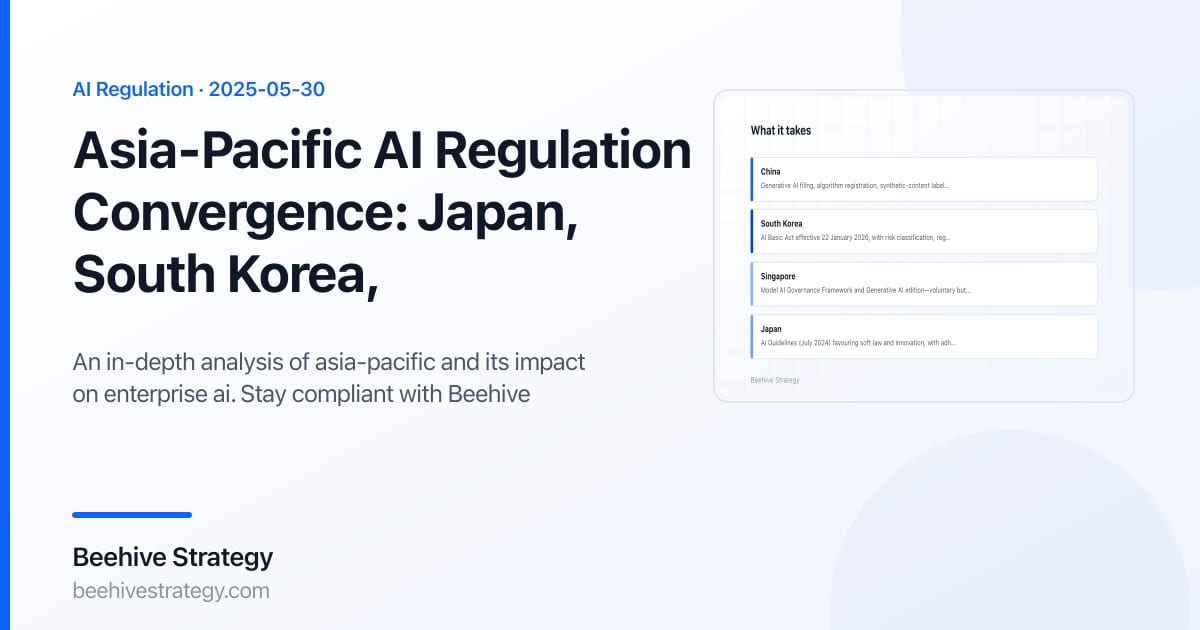 AI Regulation · 2025-05-30
Asia-Pacific AI Regulation
Convergence: Japan,
South Korea,
An in-depth analysis of asia-pacific and its impact
on enterprise ai. Stay compliant with Beehive
Beehive Strategy
beehivestrategy.com
What it takes
China
Generative AI filing, algorithm registration, synthetic-content label...
South Korea
AI Basic Act effective 22 January 2026, with risk classification, reg...
Singapore
Model AI Governance Framework and Generative AI edition—voluntary but...
Japan
AI Guidelines (July 2024) favouring soft law and innovation, with adh...
Beehive Strategy